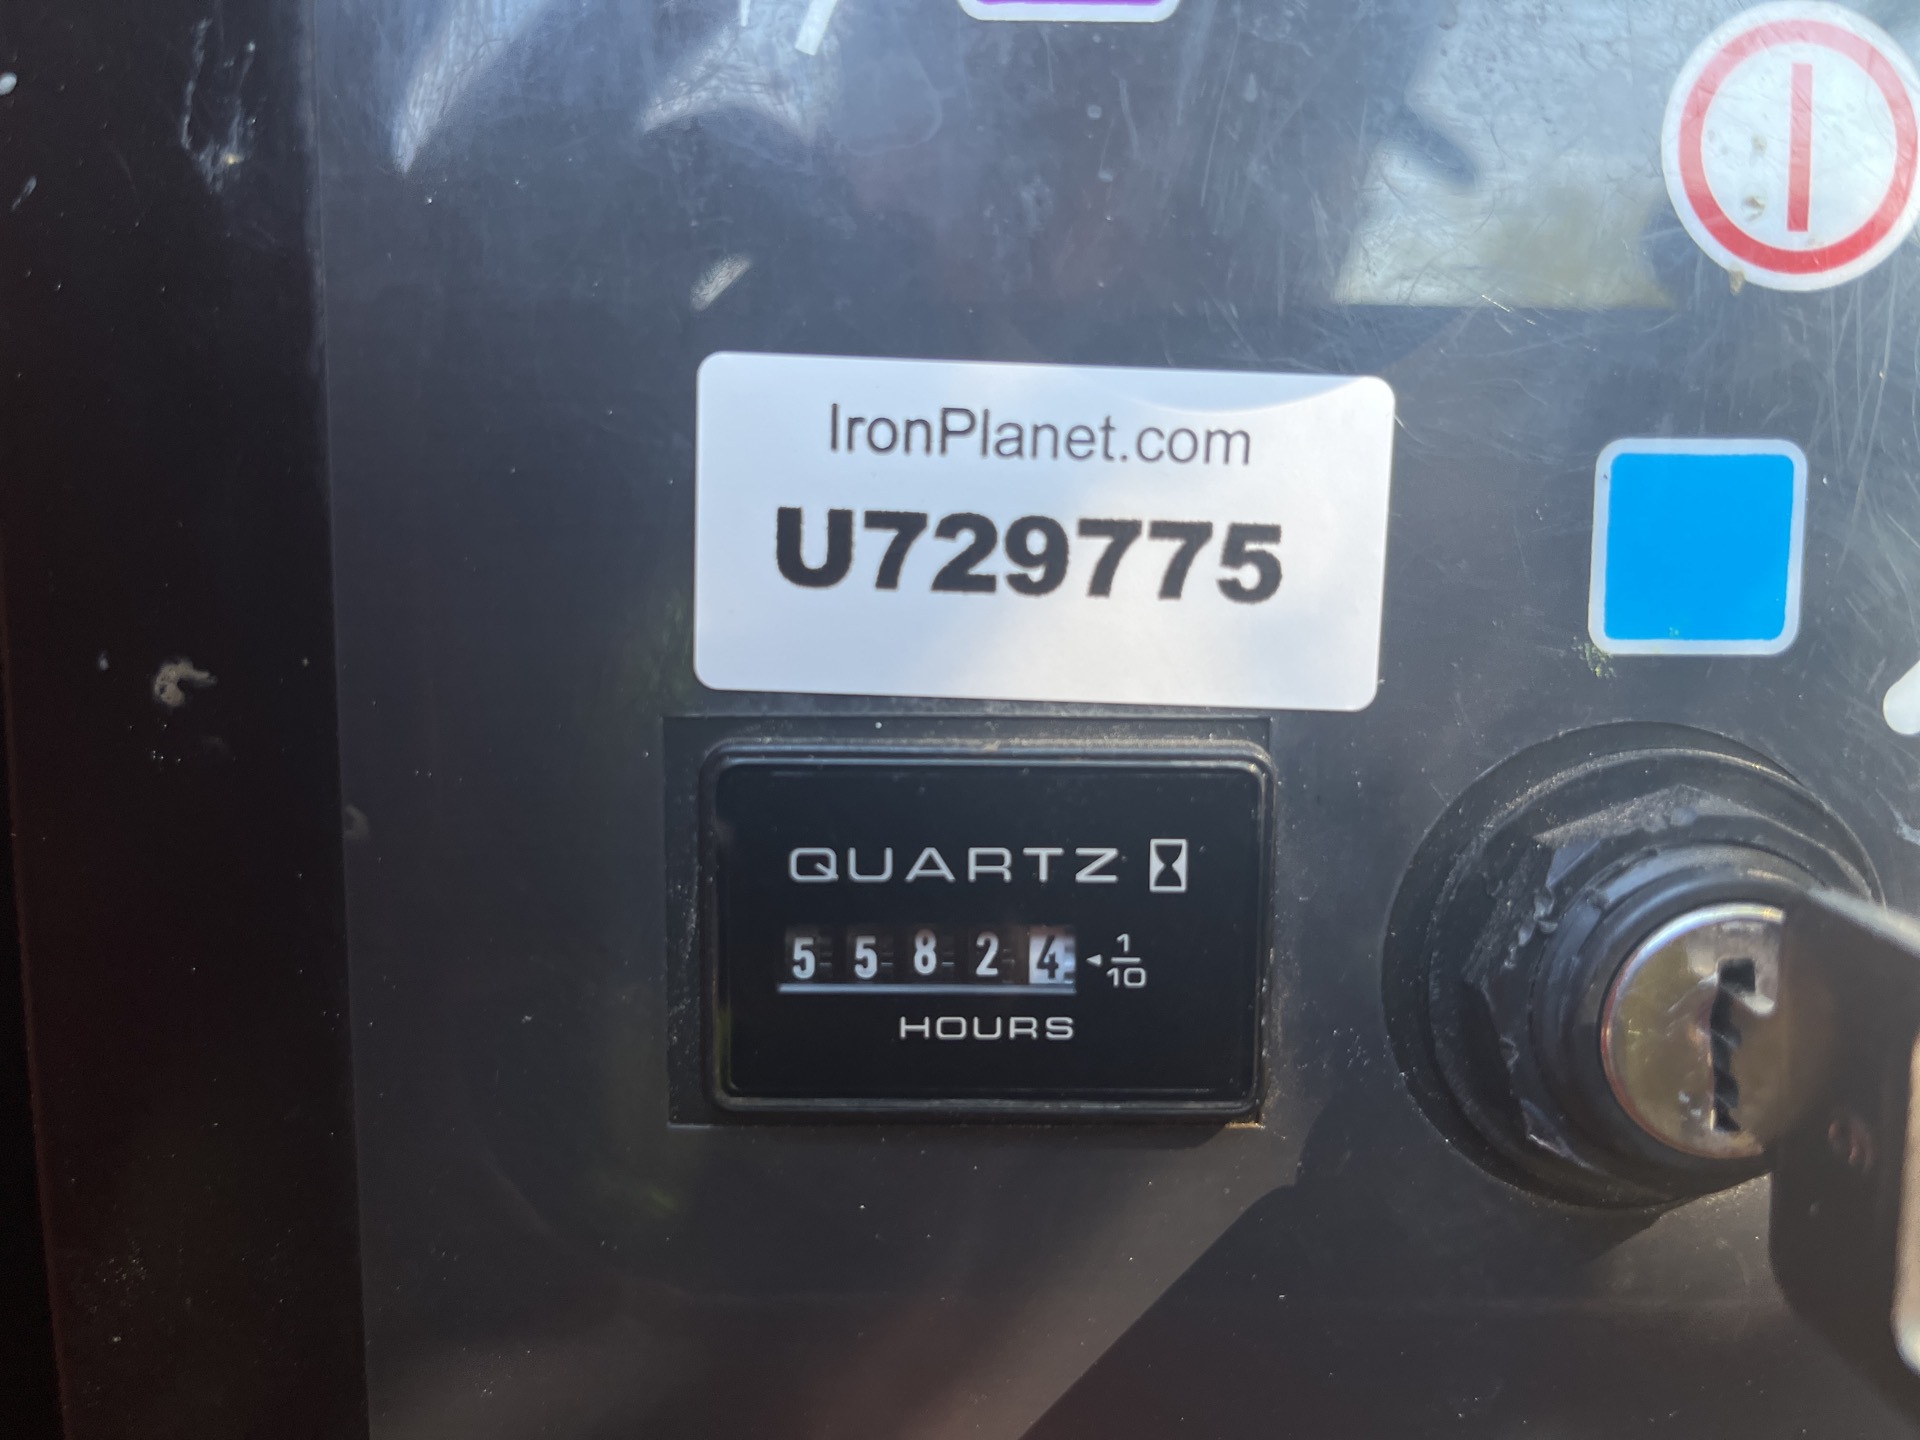 IronPlanet.com
U729775
QUARTZ
5 5 8 2 4 1/10
HOURS